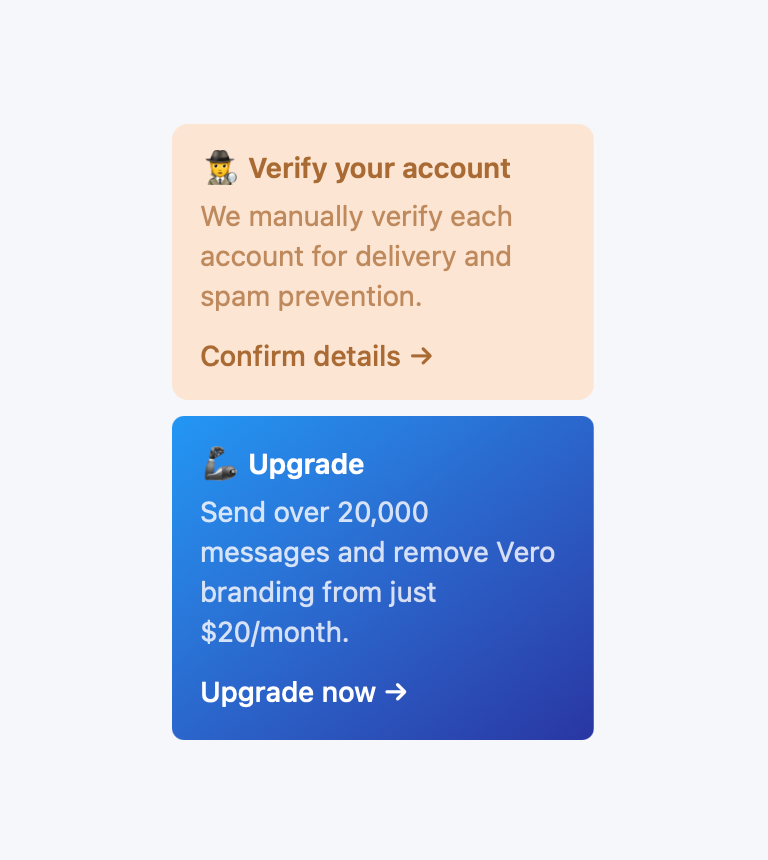 Verify your account
We manually verify each
account for delivery and
spam prevention.
Confirm details →
Upgrade
Send over 20,000
messages and remove Vero
branding from just
$20/month.
Upgrade now →